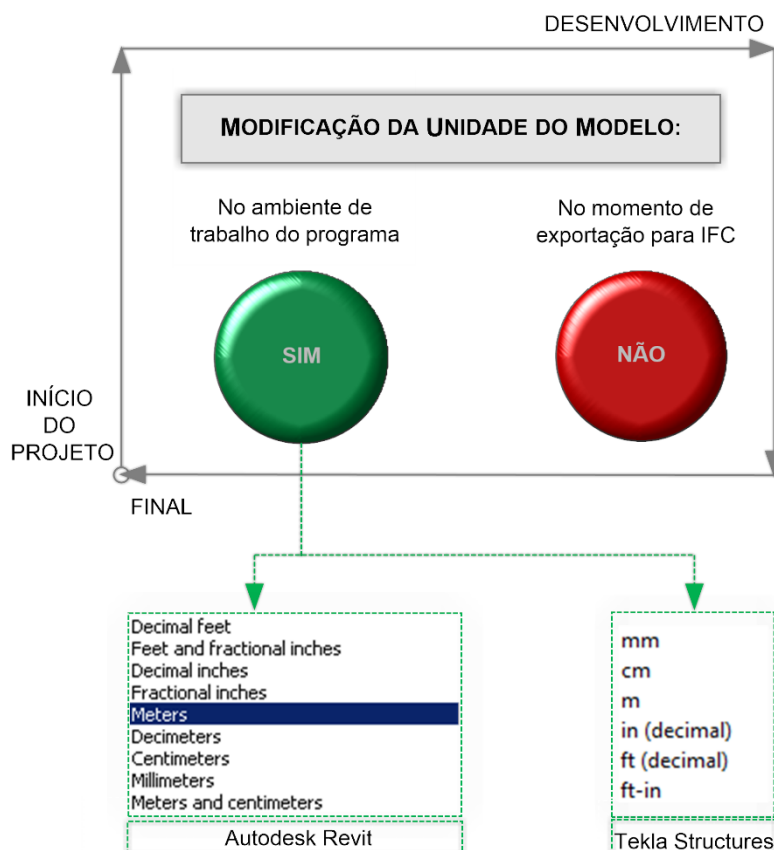 DESENVOLVIMENTO
MODIFICAÇÃO DA UNIDADE DO MODELO:
No ambiente de
trabalho do programa
No momento de
exportação para IFC
SIM
NÃO
INÍCIO
DO
PROJETO
FINAL
Decimal feet
Feet and fractional inches
Decimal inches
Fractional inches
Meters
Decimeters
Centimeters
Millimeters
Meters and centimeters
Autodesk Revit
mm
cm
m
in (decimal)
ft (decimal)
ft-in
Tekla Structures